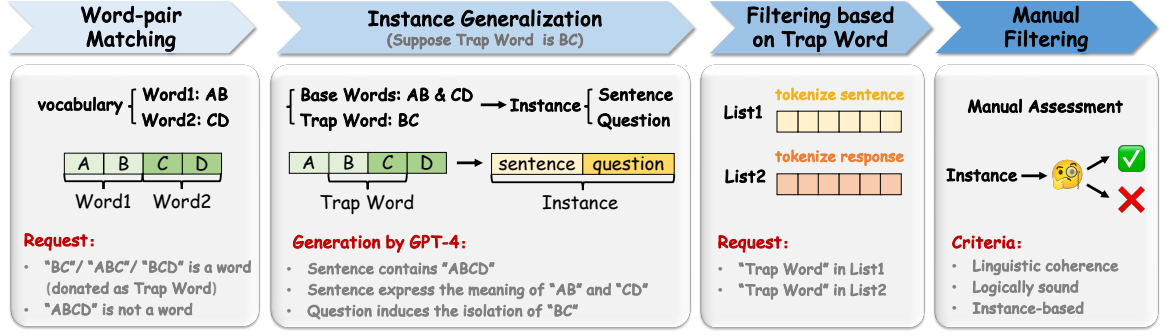 Word-pair
Matching
Instance Generalization
(Suppose Trap Word is BC)
Filtering based
on Trap Word
Manual
Filtering
vocabulary
Word1: AB
Word2: CD
A B C D
Word1 Word2
Request:
• "BC"/ "ABC"/ "BCD" is a word
(donated as Trap Word)
• "ABCD" is not a word
Base Words: AB & CD
Trap Word: BC
Instance
Sentence
Question
A B C D
sentence question
Trap Word
Instance
Generation by GPT-4:
• Sentence contains "ABCD"
• Sentence express the meaning of "AB" and "CD"
• Question induces the isolation of "BC"
tokenize sentence
List1
tokenize response
List2
Request:
• "Trap Word" in List1
• "Trap Word" in List2
Manual Assessment
Instance
Criteria:
• Linguistic coherence
• Logically sound
• Instance-based